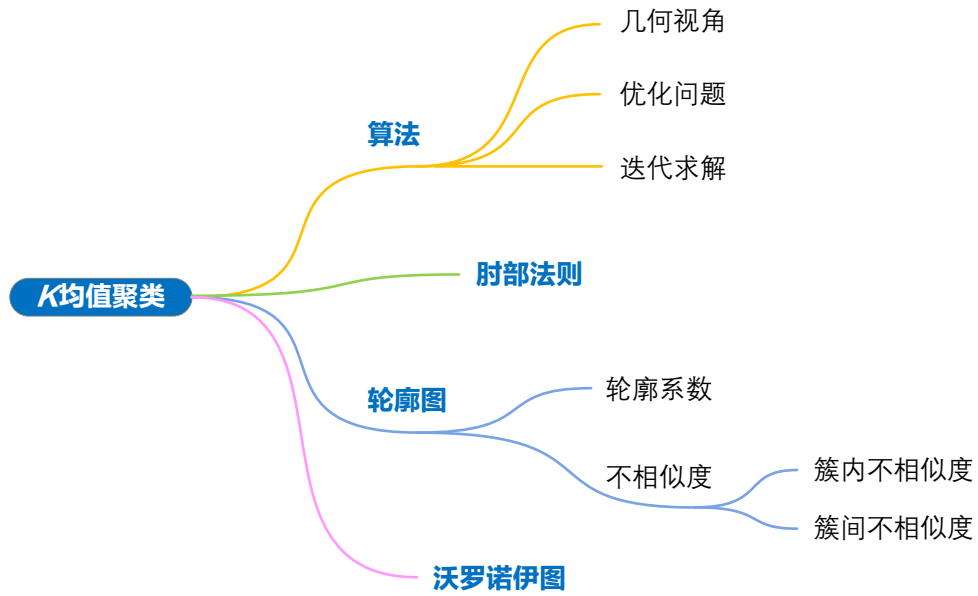 K均值聚类
算法
几何视角
优化问题
迭代求解
肘部法则
轮廓图
轮廓系数
不相似度
簇内不相似度
簇间不相似度
沃罗诺伊图